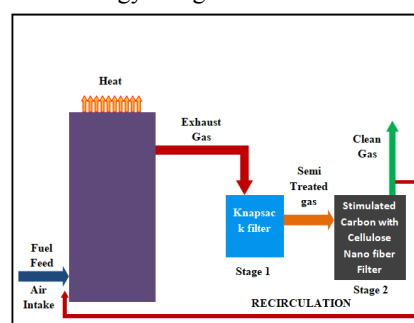 Heat
Exhaust
Gas
Clean
Gas
Semi
Treated
gas
Knapsac
k filter
Stimulated
Carbon with
Cellulose
Nano fiber
Filter
Fuel
Feed
Air
Intake
Stage 1
Stage 2
RECIRCULATION